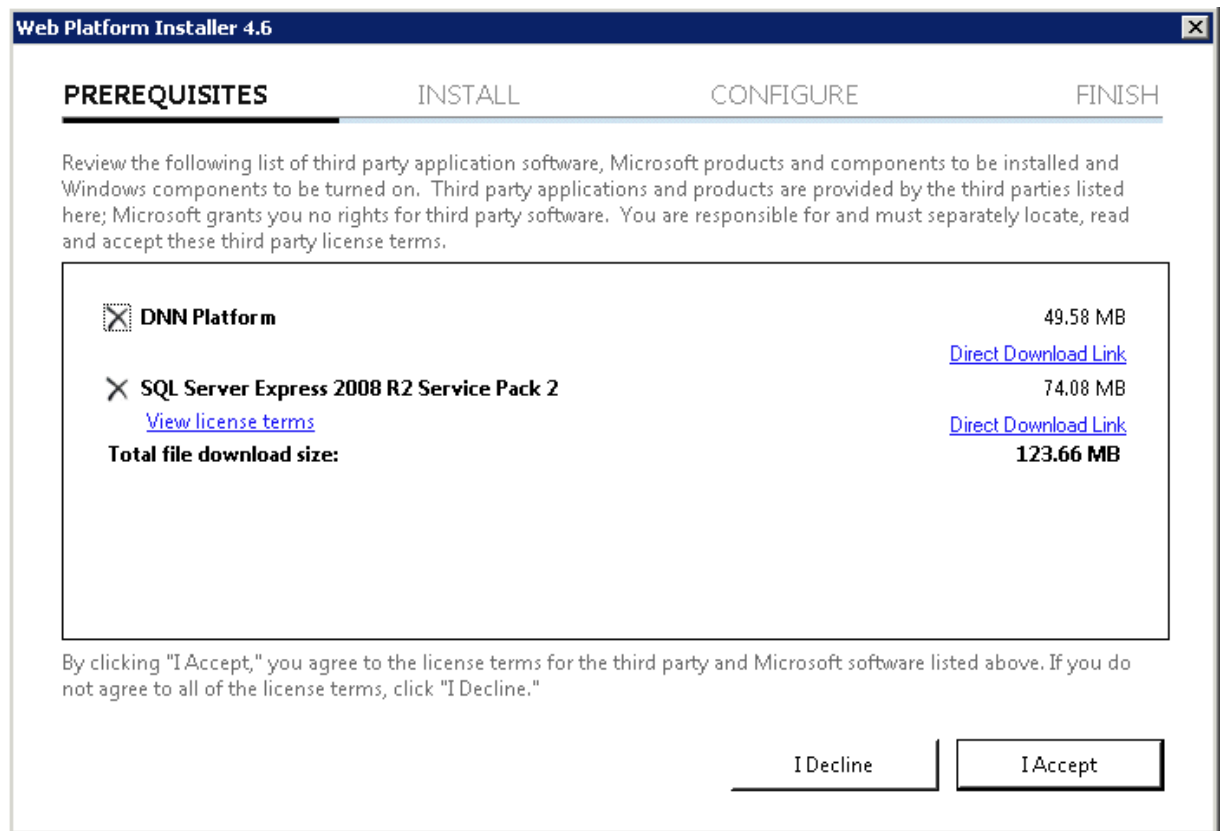 Web Platform Installer 4.6
PREREQUISITES INSTALL CONFIGURE FINISH
Review the following list of third party application software, Microsoft products and components to be installed and
Windows components to be turned on.  Third party applications and products are provided by the third parties listed
here; Microsoft grants you no rights for third party software.  You are responsible for and must separately locate, read
and accept these third party license terms.
DNN Platform 49.58 MB
Direct Download Link
SQL Server Express 2008 R2 Service Pack 2 74.08 MB
View license terms Direct Download Link
Total file download size: 123.66 MB
By clicking "I Accept," you agree to the license terms for the third party and Microsoft software listed above. If you do
not agree to all of the license terms, click "I Decline."
I Decline I Accept